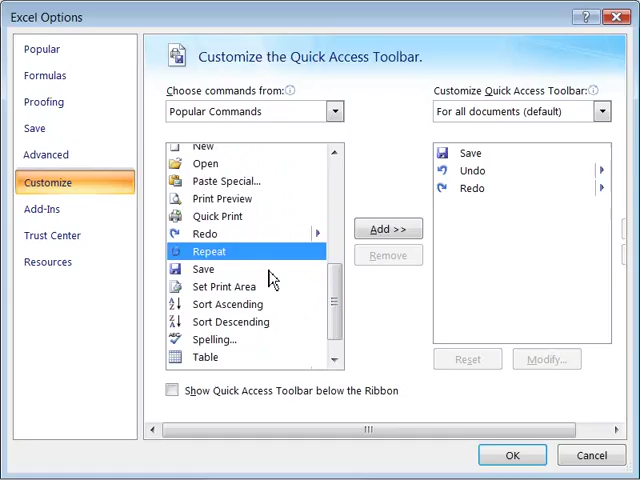 Excel Options
Popular
Formulas
Proofing
Save
Advanced
Customize
Add-Ins
Trust Center
Resources
Customize the Quick Access Toolbar.
Choose commands from:
Popular Commands
New
Open
Paste Special...
Print Preview
Quick Print
Redo
Repeat
Save
Set Print Area
Sort Ascending
Sort Descending
Spelling...
Table
Show Quick Access Toolbar below the Ribbon
Add >>
Remove
Customize Quick Access Toolbar:
For all documents (default)
Save
Undo
Redo
Reset
Modify...
OK
Cancel